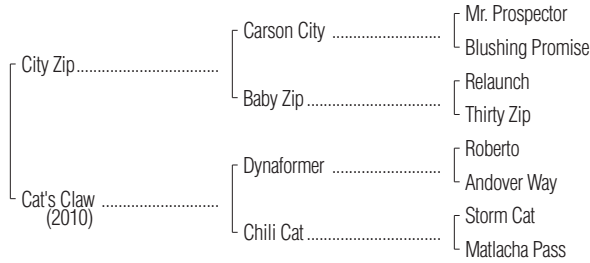 City Zip
Cat's Claw
(2010)
Carson City
Baby Zip
Dynaformer
Chili Cat
Mr. Prospector
Blushing Promise
Relaunch
Thirty Zip
Roberto
Andover Way
Storm Cat
Matlacha Pass